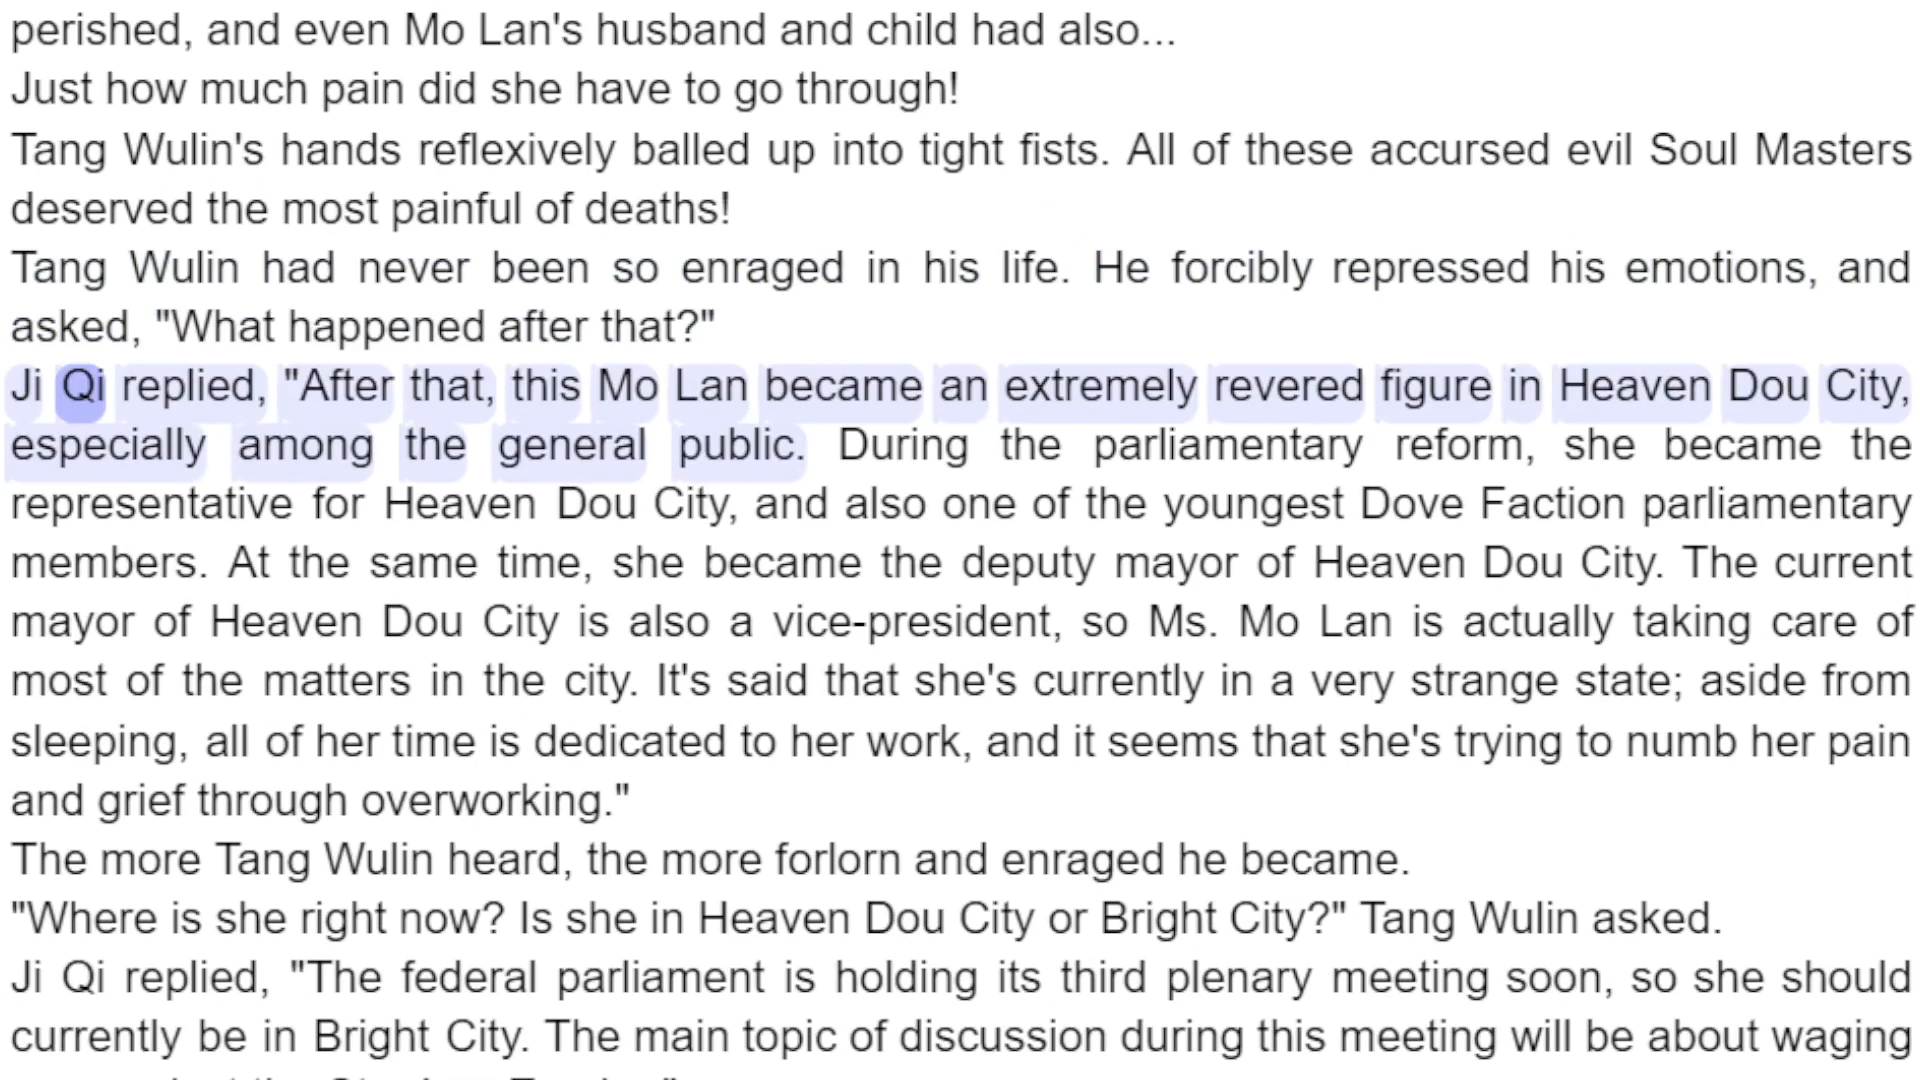 perished, and even Mo Lan's husband and child had also...
Just how much pain did she have to go through!
Tang Wulin's hands reflexively balled up into tight fists. All of these accursed evil Soul Masters
deserved the most painful of deaths!
Tang Wulin had never been so enraged in his life. He forcibly repressed his emotions, and
asked, "What happened after that?"
Ji Qi replied, "After that, this Mo Lan became an extremely revered figure in Heaven Dou City,
especially among the general public. During the parliamentary reform, she became the
representative for Heaven Dou City, and also one of the youngest Dove Faction parliamentary
members. At the same time, she became the deputy mayor of Heaven Dou City. The current
mayor of Heaven Dou City is also a vice-president, so Ms. Mo Lan is actually taking care of
most of the matters in the city. It's said that she's currently in a very strange state; aside from
sleeping, all of her time is dedicated to her work, and it seems that she's trying to numb her pain
and grief through overworking."
The more Tang Wulin heard, the more forlorn and enraged he became.
"Where is she right now? Is she in Heaven Dou City or Bright City?" Tang Wulin asked.
Ji Qi replied, "The federal parliament is holding its third plenary meeting soon, so she should
currently be in Bright City. The main topic of discussion during this meeting will be about waging